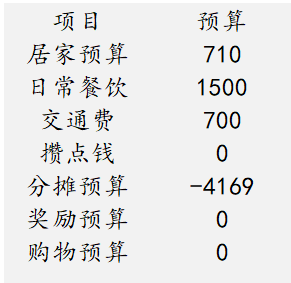 项目 预算
居家预算 710
日常餐饮 1500
交通费 700
攒点钱 0
分摊预算 -4169
奖励预算 0
购物预算 0